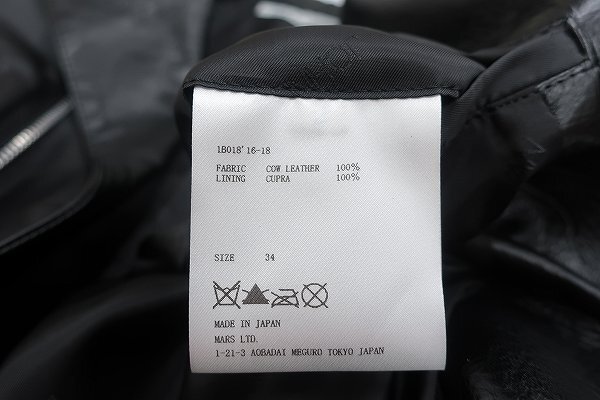 1B018'16-18
FABRIC COW LEATHER 100%
LINING CUPRA 100%
SIZE 34
MADE IN JAPAN
MARS LTD.
1-21-3 AOBADAI MEGURO TOKYO JAPAN